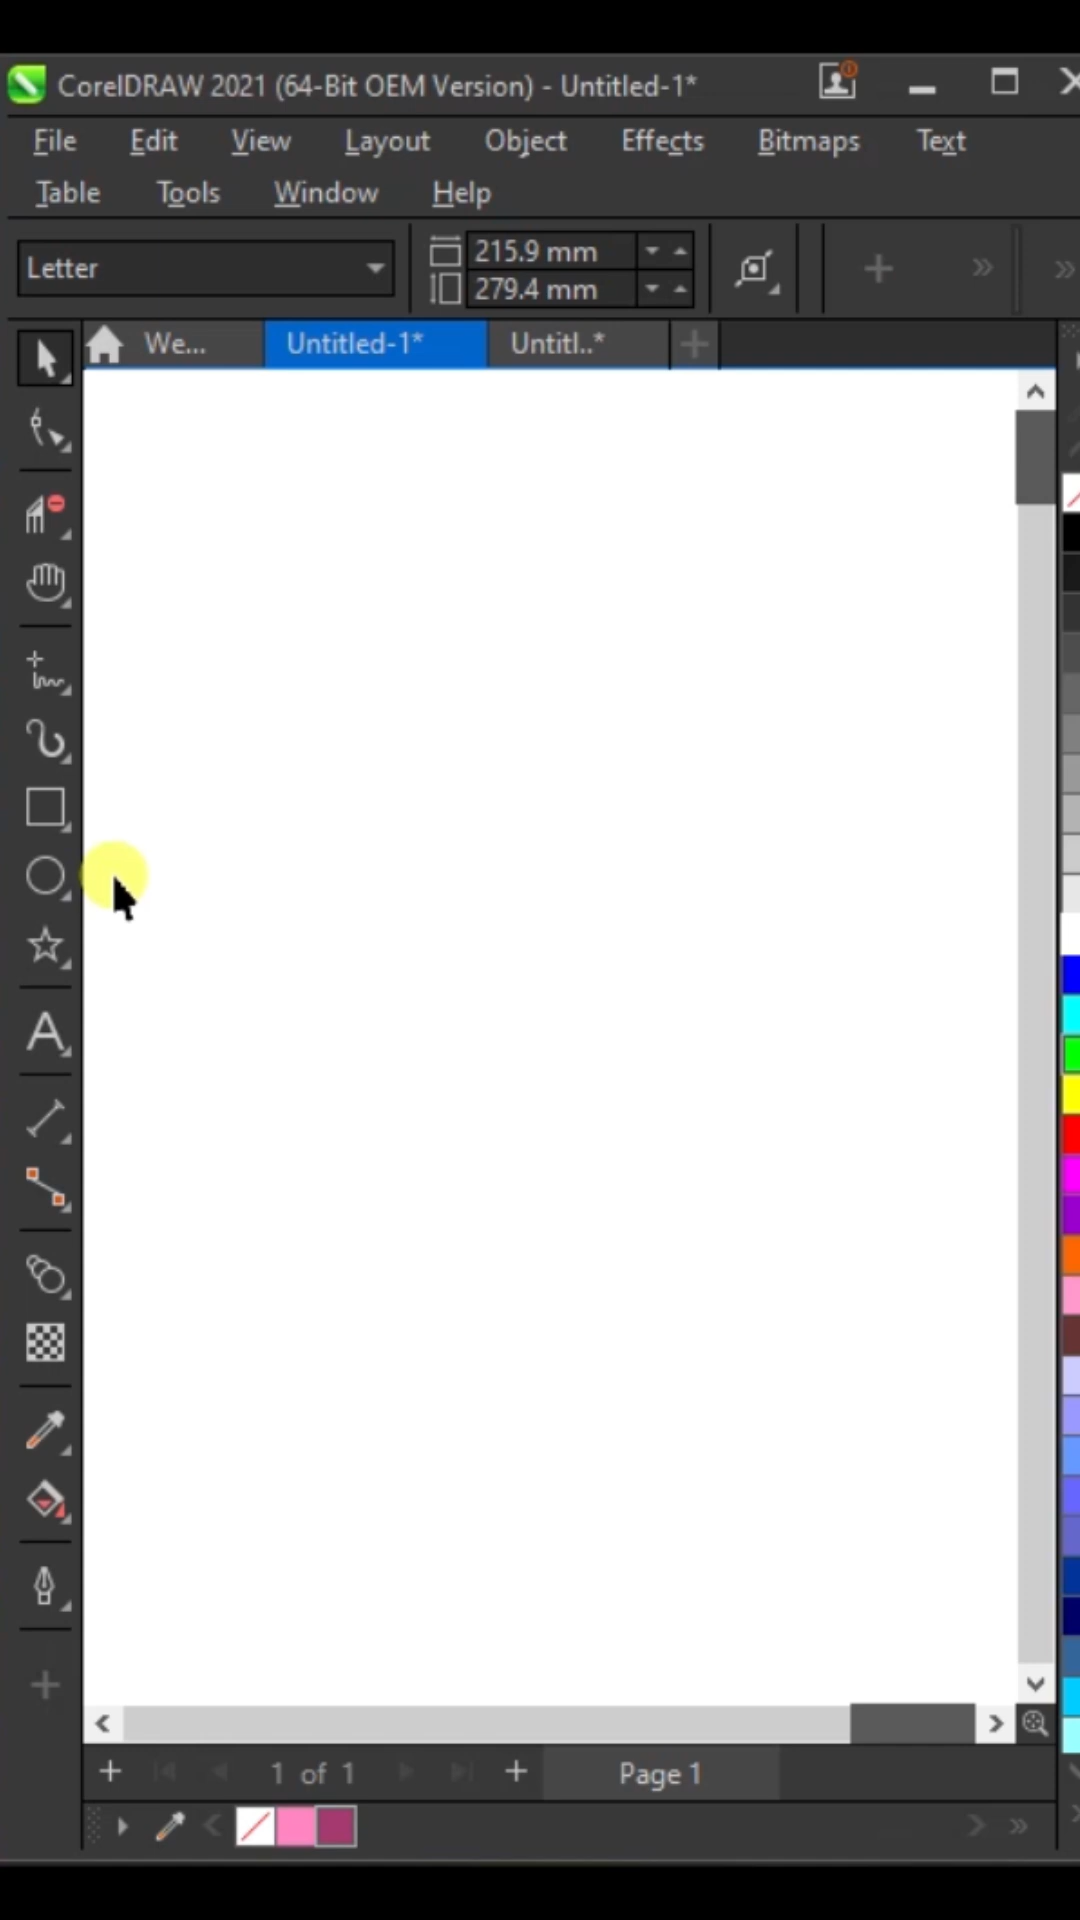 CorelDRAW 2021 (64-Bit OEM Version) - Untitled-1*
File Edit View Layout Object Effects Bitmaps Text
Table Tools Window Help
Letter
215.9 mm
279.4 mm
We... Untitled-1* Untitl..*
1 of 1 Page 1